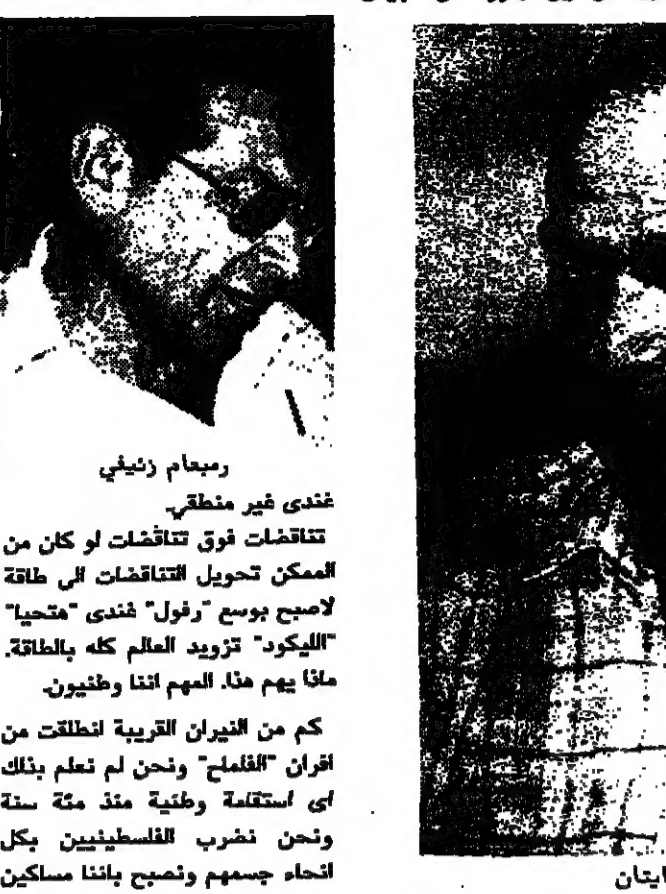 رمبعام زئيفي
غندى غير منطقي.
تناقضات فوق تناقضات لو كان من
الممكن تحويل التناقضات الى طاقة
لاصبح بوسع "رفول" غندى "هتحيا"
"الليكود" تزويد العالم كله بالطاقة.
ماذا يهم هذا. المهم اننا وطنيون.
كم من النيران القريبة انطلقت من
اقران "الفلماح" ونحن لم نعلم بذلك
اى استقامة وطنية منذ مئة سنة
ونحن نضرب الفلسطينيين بكل
انحاء جسمهم ونصبح باننا مساكين
ايتان